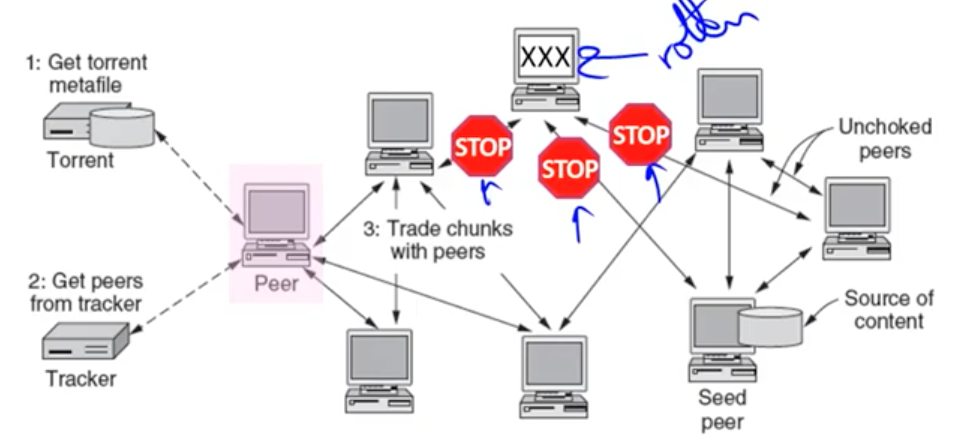 1: Get torrent
metafile
Torrent
XXX
rotten
STOP
STOP
STOP
Unchoked
peers
3: Trade chunks
with peers
Peer
2: Get peers
from tracker
Tracker
Source of
content
Seed
peer